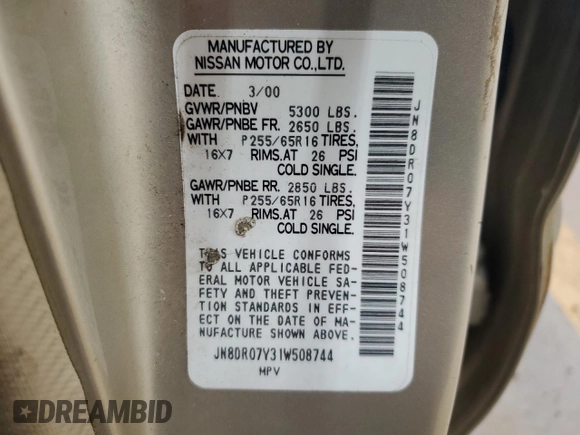 MANUFACTURED BY
NISSAN MOTOR CO.,LTD.
DATE. 3/00
GVWR/PNBV 5300 LBS.
GAWR/PNBE FR. 2650 LBS.
WITH P255/65R16 TIRES,
16X7 RIMS.AT 26 PSI
COLD SINGLE.
GAWR/PNBE RR. 2850 LBS.
WITH P255/65R16 TIRES,
16X7 RIMS.AT 26 PSI
COLD SINGLE.
THIS VEHICLE CONFORMS
TO ALL APPLICABLE FED-
ERAL MOTOR VEHICLE SA-
FETY AND THEFT PREVEN-
TION STANDARDS IN EFF-
ECT ON THE DATE OF MA-
NUFACTURE SHOWN ABOVE.
JN8DR07Y31W508744
MPV
JN8DR07Y31W508744
DREAMBID